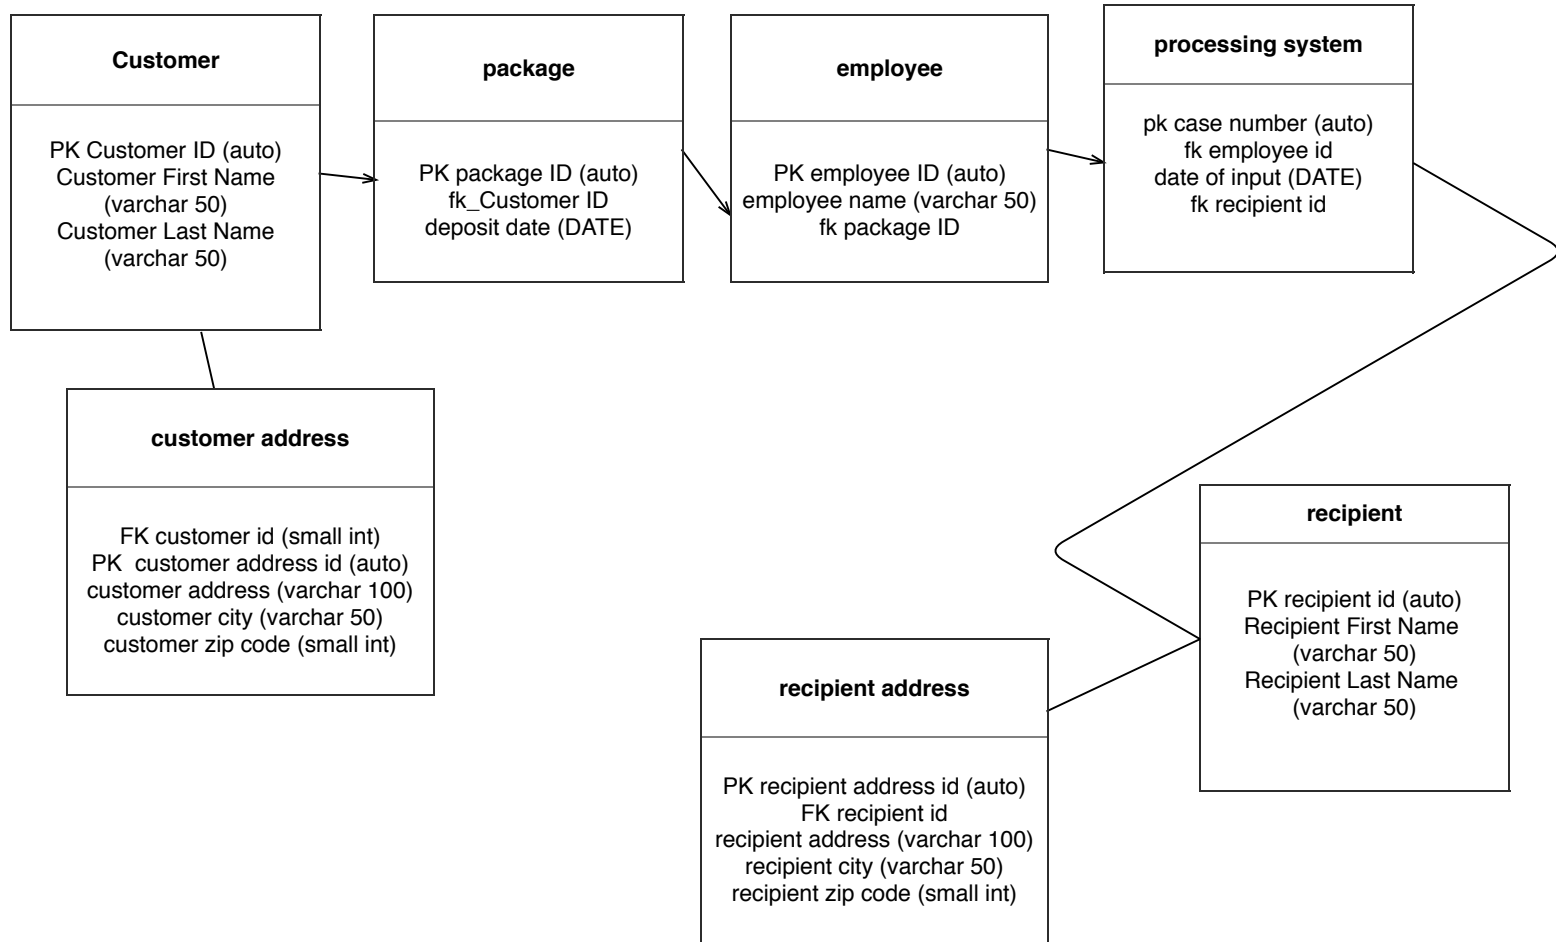 Customer
PK Customer ID (auto)
Customer First Name
(varchar 50)
Customer Last Name
(varchar 50)
package
PK package ID (auto)
fk_Customer ID
deposit date (DATE)
employee
PK employee ID (auto)
employee name (varchar 50)
fk package ID
processing system
pk case number (auto)
fk employee id
date of input (DATE)
fk recipient id
customer address
FK customer id (small int)
PK  customer address id (auto)
customer address (varchar 100)
customer city (varchar 50)
customer zip code (small int)
recipient
PK recipient id (auto)
Recipient First Name
(varchar 50)
Recipient Last Name
(varchar 50)
recipient address
PK recipient address id (auto)
FK recipient id
recipient address (varchar 100)
recipient city (varchar 50)
recipient zip code (small int)